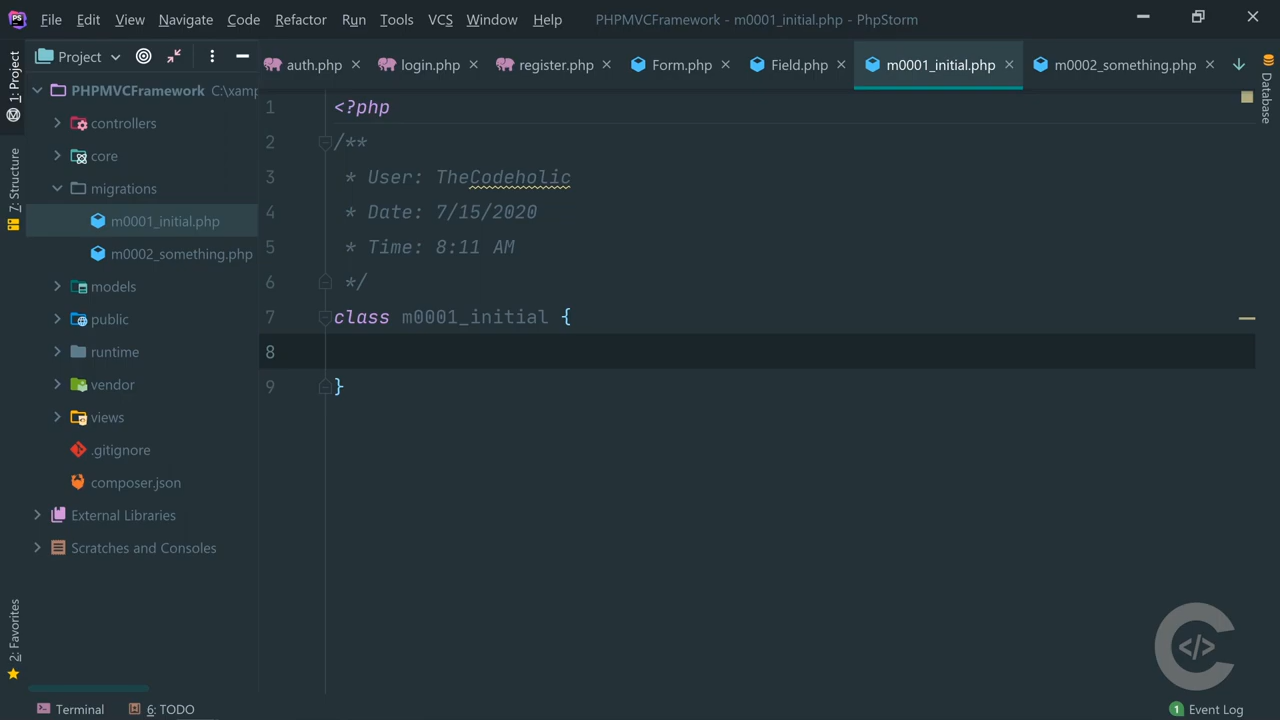 File Edit View Navigate Code Refactor Run Tools VCS Window Help PHPMVCFramework - m0001_initial.php - PhpStorm
Project
auth.php login.php register.php Form.php Field.php m0001_initial.php m0002_something.php
1: Project
7: Structure
2: Favorites
Database
PHPMVCFramework C:\xamp
controllers
core
migrations
m0001_initial.php
m0002_something.php
models
public
runtime
vendor
views
.gitignore
composer.json
External Libraries
Scratches and Consoles
1 <?php
2 /**
3 * User: TheCodeholic
4 * Date: 7/15/2020
5 * Time: 8:11 AM
6 */
7 class m0001_initial {
8
9 }
</>
Terminal 6: TODO 1 Event Log